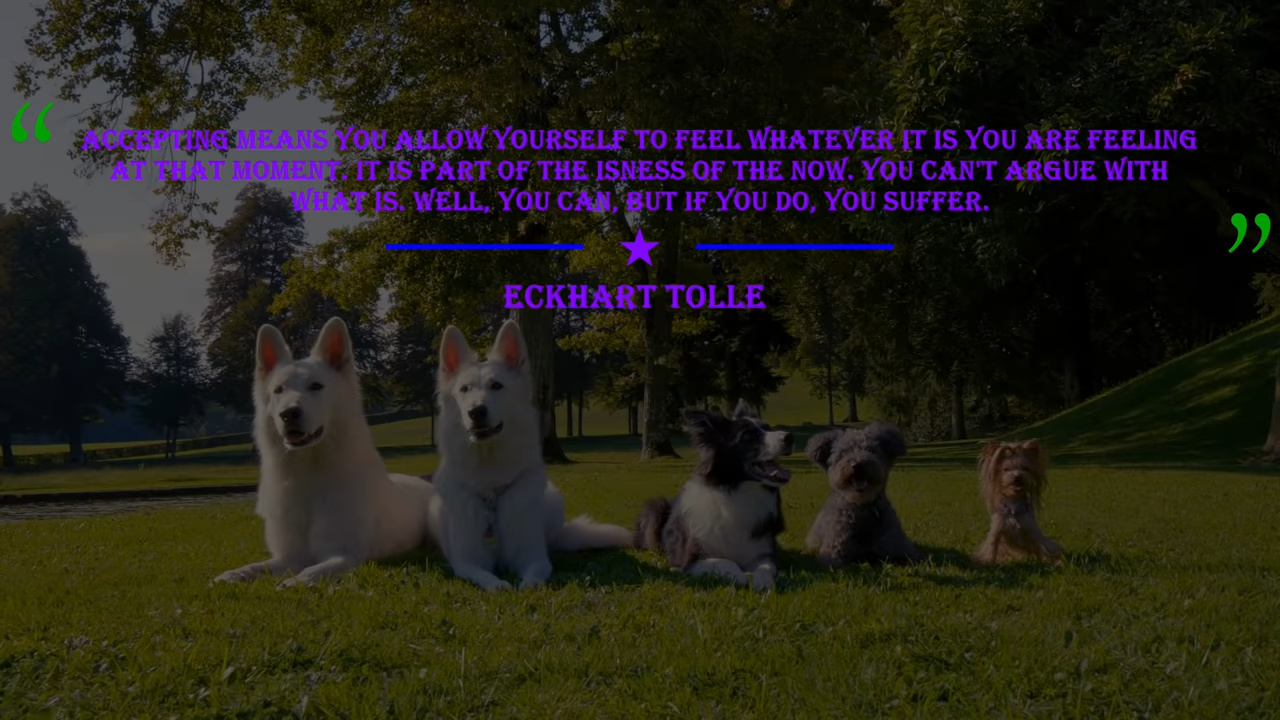 “ ACCEPTING MEANS YOU ALLOW YOURSELF TO FEEL WHATEVER IT IS YOU ARE FEELING
AT THAT MOMENT. IT IS PART OF THE ISNESS OF THE NOW. YOU CAN'T ARGUE WITH
WHAT IS. WELL, YOU CAN, BUT IF YOU DO, YOU SUFFER. ”
ECKHART TOLLE